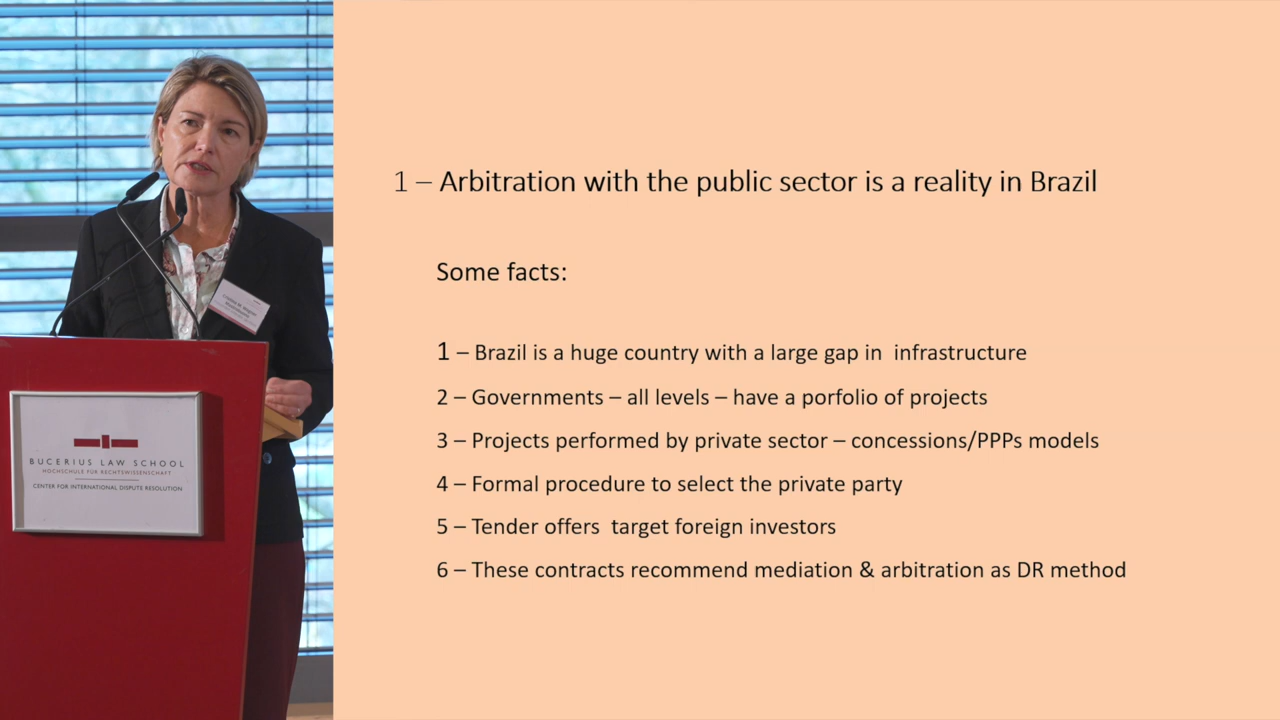 BUCERIUS LAW SCHOOL
HOCHSCHULE FÜR RECHTSWISSENSCHAFT
CENTER FOR INTERNATIONAL DISPUTE RESOLUTION
1 – Arbitration with the public sector is a reality in Brazil
Some facts:
1 – Brazil is a huge country with a large gap in  infrastructure
2 – Governments – all levels – have a porfolio of projects
3 – Projects performed by private sector – concessions/PPPs models
4 – Formal procedure to select the private party
5 – Tender offers  target foreign investors
6 – These contracts recommend mediation & arbitration as DR method